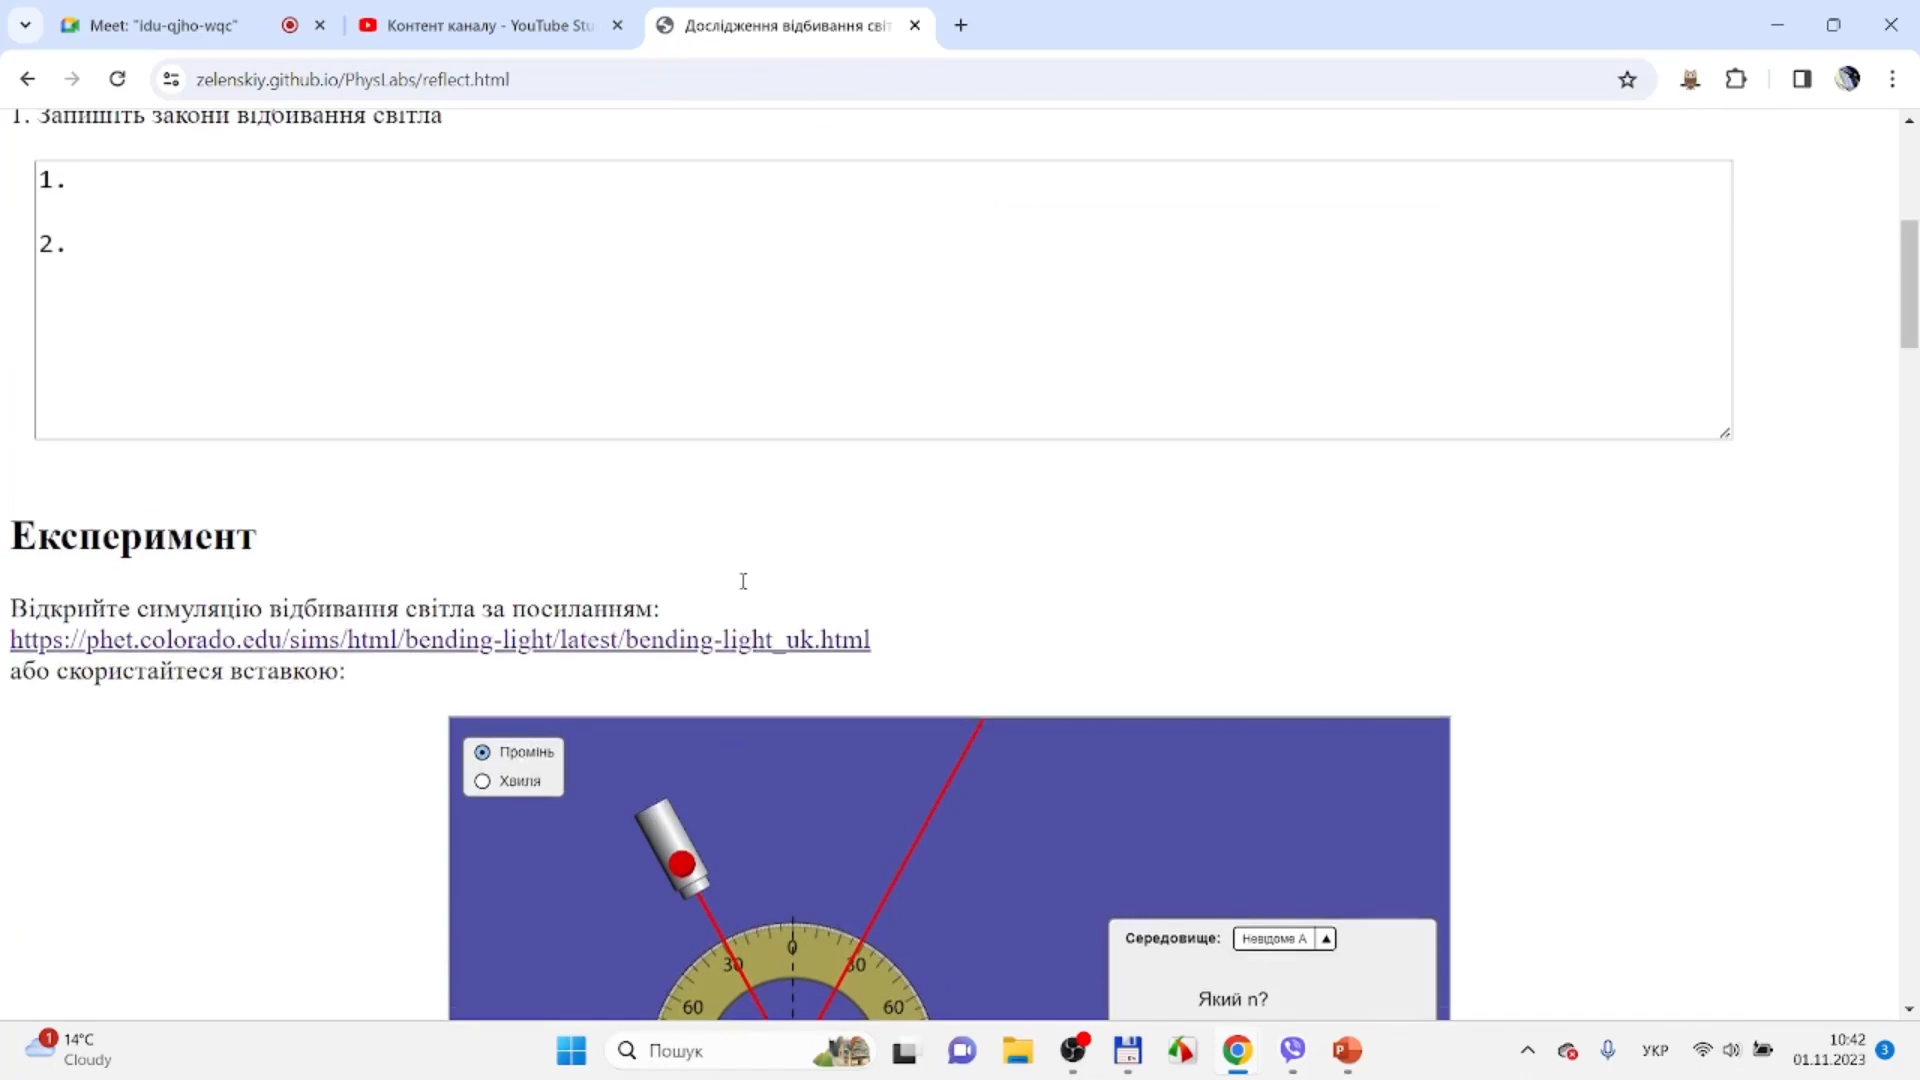 Meet: "idu-qjho-wqc"
Контент каналу - YouTube Stu
Дослідження відбивання світ
zelenskiy.github.io/PhysLabs/reflect.html
1. Запишіть закони відбивання світла
1.
2.
Експеримент
Відкрийте симуляцію відбивання світла за посиланням:
https://phet.colorado.edu/sims/html/bending-light/latest/bending-light_uk.html
або скористайтеся вставкою:
Промінь
Хвиля
0
30
30
60
60
Середовище: Невідоме А
Який n?
1
14°C
Cloudy
Пошук
УКР
10:42
01.11.2023
3